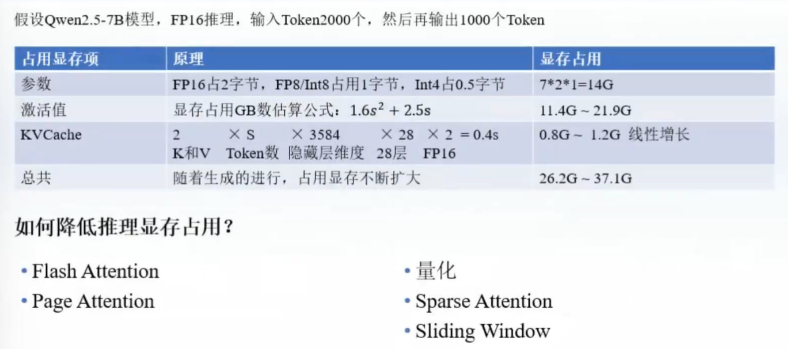 假设Qwen2.5-7B模型，FP16推理，输入Token2000个，然后再输出1000个Token
占用显存项 原理 显存占用
参数 FP16占2字节，FP8/Int8占用1字节，Int4占0.5字节 7*2*1=14G
激活值 显存占用GB数估算公式：1.6s² + 2.5s 11.4G ~ 21.9G
KVCache 2 × S × 3584 × 28 × 2 = 0.4s 0.8G ~ 1.2G 线性增长
K和V Token数 隐藏层维度 28层 FP16
总共 随着生成的进行，占用显存不断扩大 26.2G ~ 37.1G
如何降低推理显存占用？
• Flash Attention
• Page Attention
• 量化
• Sparse Attention
• Sliding Window